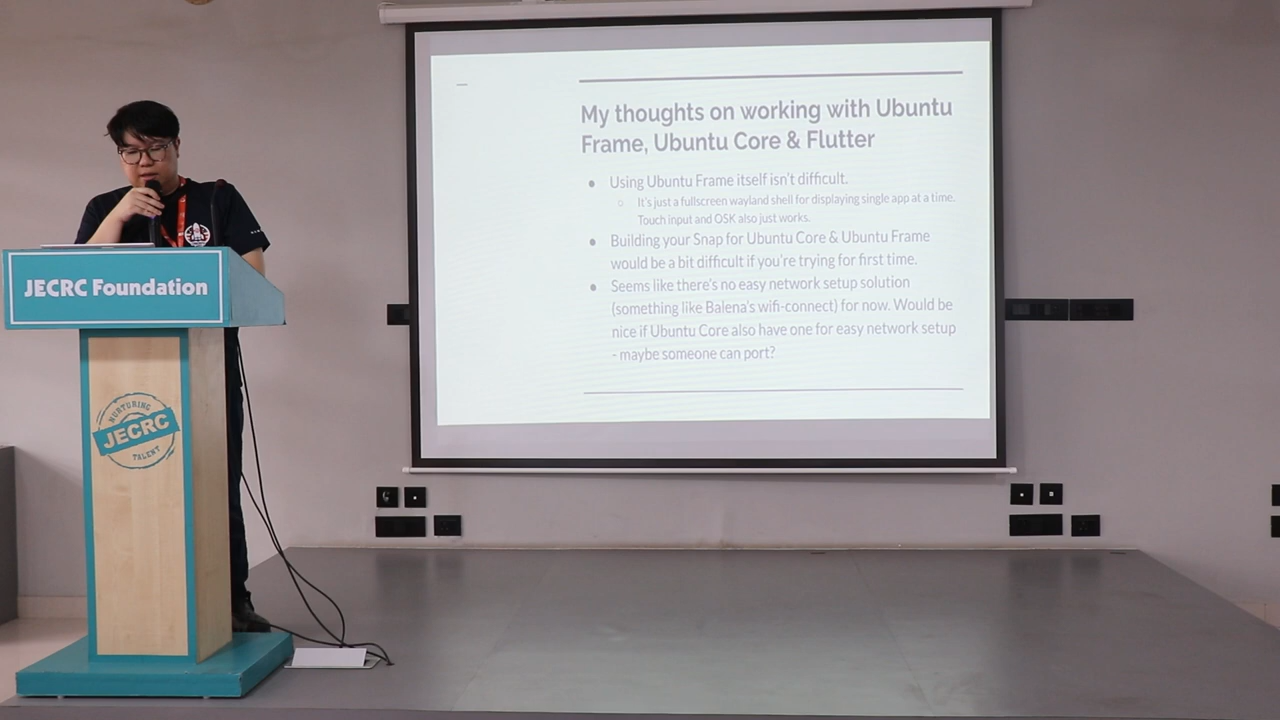 My thoughts on working with Ubuntu
Frame, Ubuntu Core & Flutter
Using Ubuntu Frame itself isn't difficult.
It's just a fullscreen wayland shell for displaying single app at a time.
Touch input and OSK also just works.
Building your Snap for Ubuntu Core & Ubuntu Frame
would be a bit difficult if you're trying for first time.
Seems like there's no easy network setup solution
(something like Balena's wifi-connect) for now. Would be
nice if Ubuntu Core also have one for easy network setup
- maybe someone can port?
JECRC Foundation
NURTURING
JECRC
TALENT